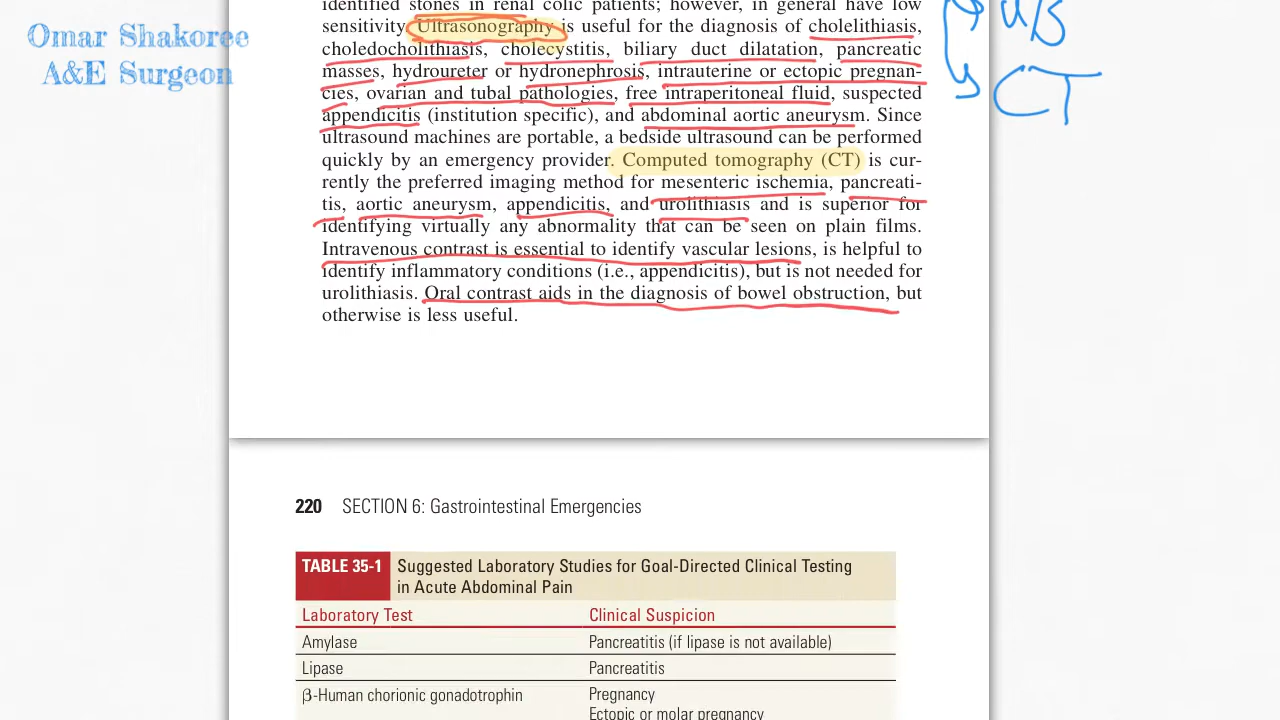 Omar Shakoree
A&E Surgeon
identified stones in renal colic patients; however, in general have low
sensitivity. Ultrasonography is useful for the diagnosis of cholelithiasis,
choledocholithiasis, cholecystitis, biliary duct dilatation, pancreatic
masses, hydroureter or hydronephrosis, intrauterine or ectopic pregnan-
cies, ovarian and tubal pathologies, free intraperitoneal fluid, suspected
appendicitis (institution specific), and abdominal aortic aneurysm. Since
ultrasound machines are portable, a bedside ultrasound can be performed
quickly by an emergency provider. Computed tomography (CT) is cur-
rently the preferred imaging method for mesenteric ischemia, pancreati-
tis, aortic aneurysm, appendicitis, and urolithiasis and is superior for
identifying virtually any abnormality that can be seen on plain films.
Intravenous contrast is essential to identify vascular lesions, is helpful to
identify inflammatory conditions (i.e., appendicitis), but is not needed for
urolithiasis. Oral contrast aids in the diagnosis of bowel obstruction, but
otherwise is less useful.
CT
220 SECTION 6: Gastrointestinal Emergencies
TABLE 35-1 Suggested Laboratory Studies for Goal-Directed Clinical Testing
in Acute Abdominal Pain
Laboratory Test Clinical Suspicion
Amylase Pancreatitis (if lipase is not available)
Lipase Pancreatitis
β-Human chorionic gonadotrophin Pregnancy
Ectopic or molar pregnancy